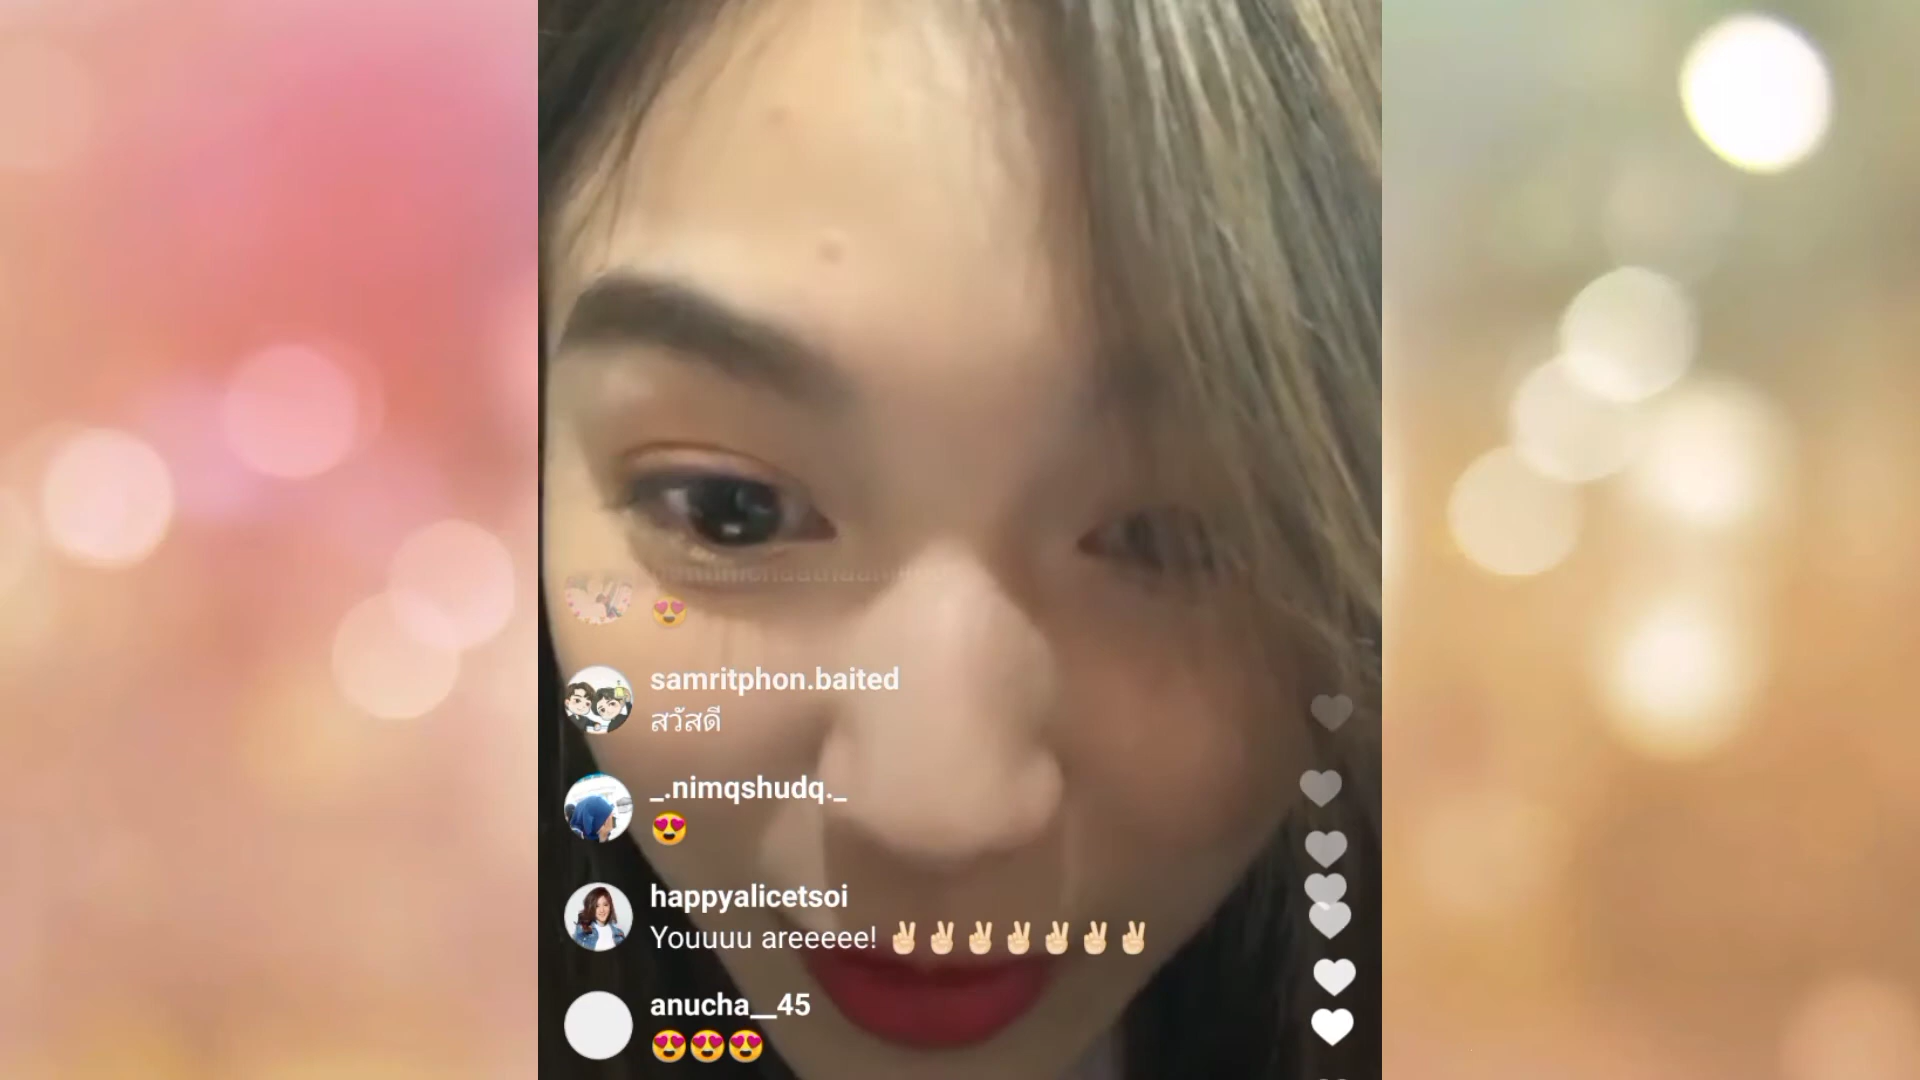 😍
samritphon.baited
สวัสดี
_.nimqshudq._
😍
happyalicetsoi
Youuuu areeeee! ✌🏻✌🏻✌🏻✌🏻✌🏻✌🏻✌🏻
anucha__45
😍😍😍